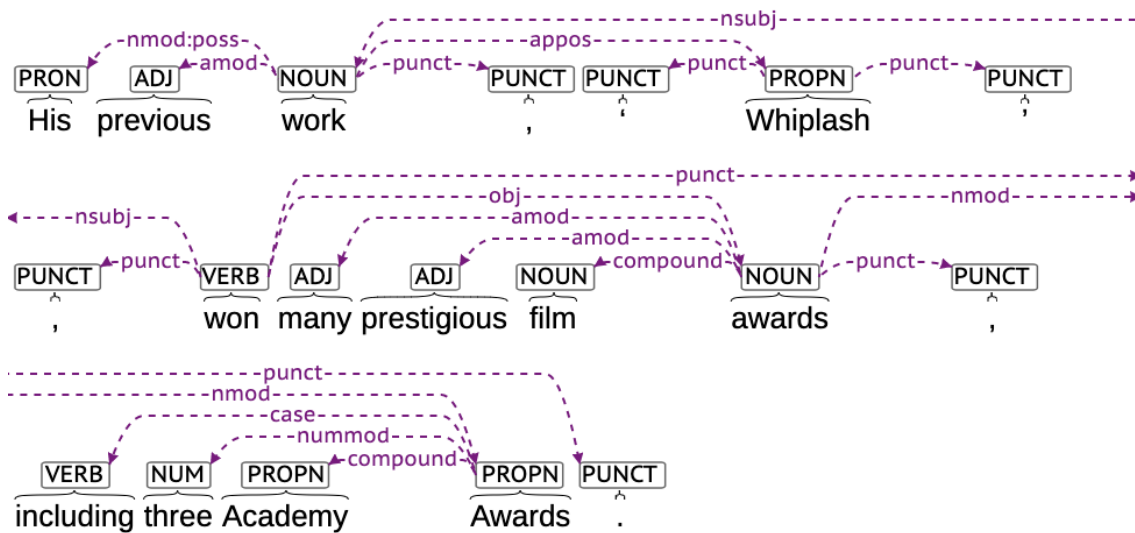 nsubj
nmod:poss appos
amod punct punct punct
PRON ADJ NOUN PUNCT PUNCT PROPN PUNCT
His previous work , ‘ Whiplash ’
punct
obj nmod
nsubj amod
amod
punct compound punct
PUNCT VERB ADJ ADJ NOUN NOUN PUNCT
, won many prestigious film awards ,
punct
nmod
case
nummod
compound
VERB NUM PROPN PROPN PUNCT
including three Academy Awards .